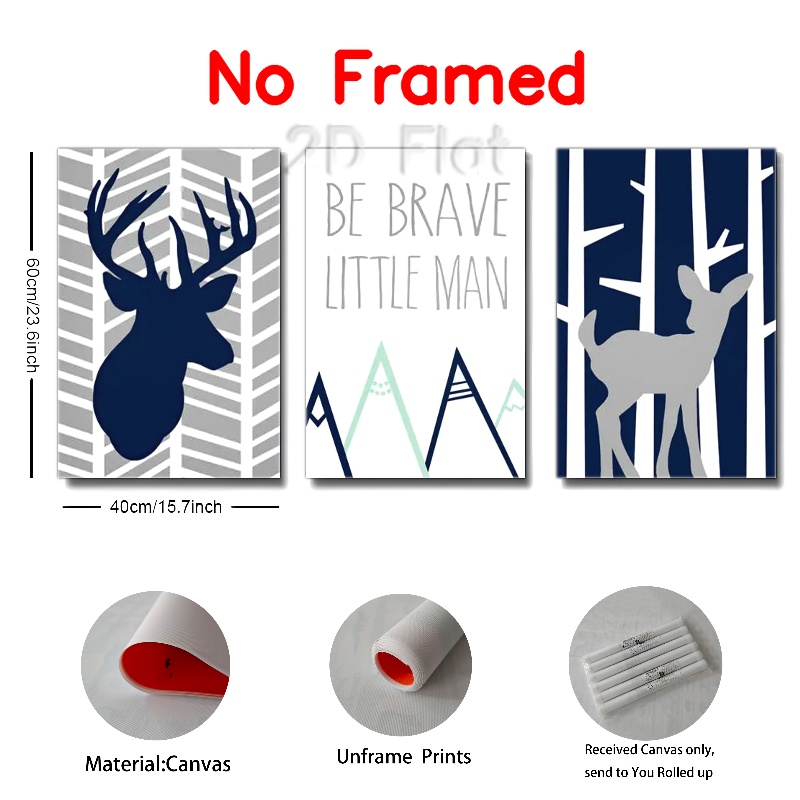 No Framed
2D Flat
BE BRAVE
LITTLE MAN
60cm/23.6inch
40cm/15.7inch
Material:Canvas
Unframe Prints
Received Canvas only,
send to You Rolled up